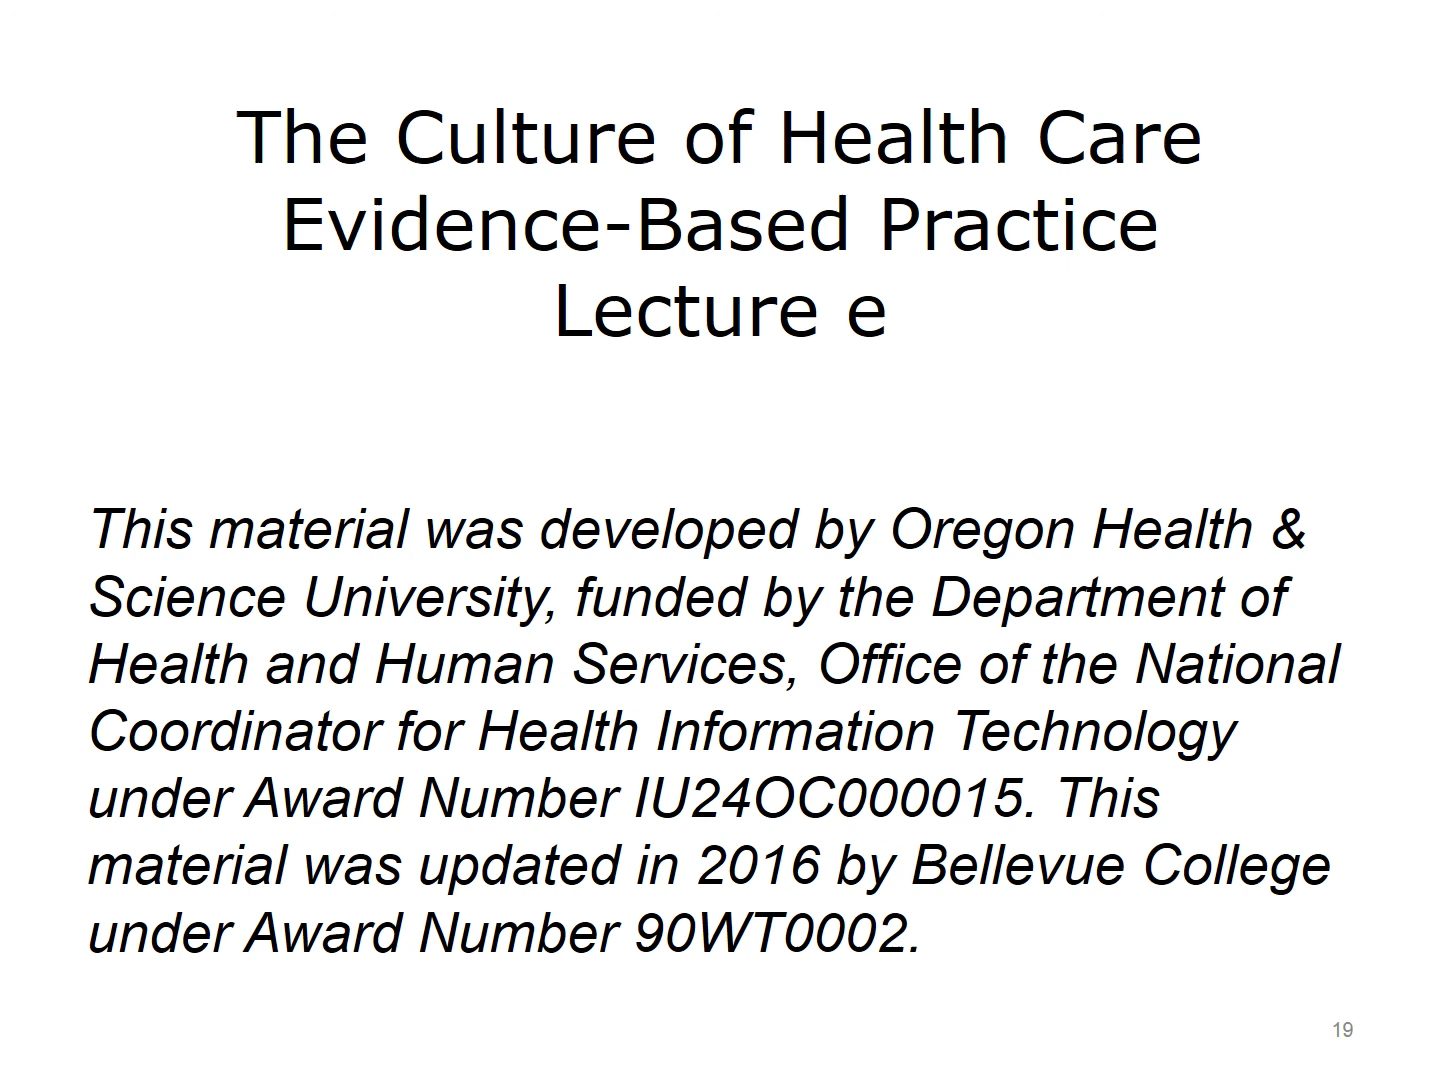 The Culture of Health Care
Evidence-Based Practice
Lecture e
This material was developed by Oregon Health &
Science University, funded by the Department of
Health and Human Services, Office of the National
Coordinator for Health Information Technology
under Award Number IU24OC000015. This
material was updated in 2016 by Bellevue College
under Award Number 90WT0002.
19